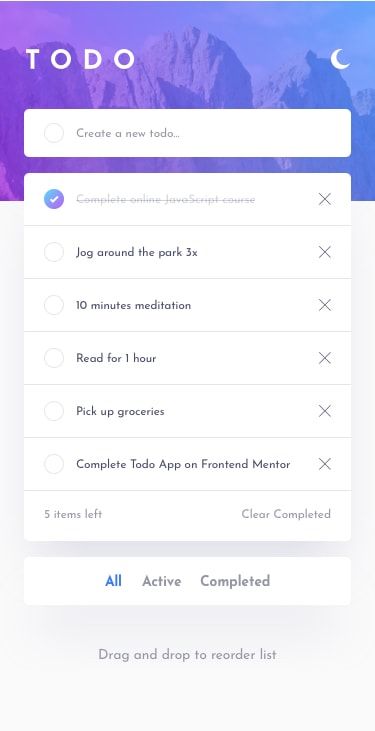 TODO
Create a new todo...
Complete online JavaScript course
Jog around the park 3x
10 minutes meditation
Read for 1 hour
Pick up groceries
Complete Todo App on Frontend Mentor
5 items left Clear Completed
All Active Completed
Drag and drop to reorder list